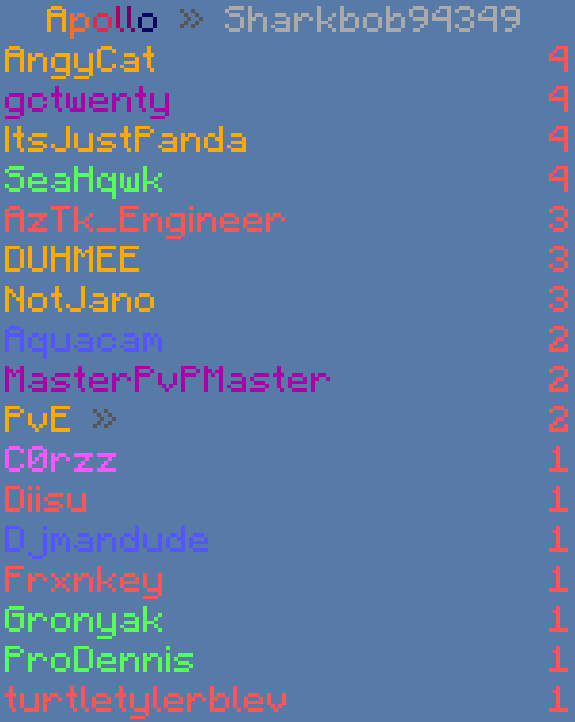 Apollo » Sharkbob94349
AngyCat 4
gctwenty 4
ItsJustPanda 4
SeaHqwk 4
AzTk_Engineer 3
DUHMEE 3
NotJano 3
Aquacam 2
MasterPvPMaster 2
PvE » 2
C0rzz 1
Diisu 1
Djmandude 1
Frxnkey 1
Gronyak 1
ProDennis 1
turtletylerblev 1